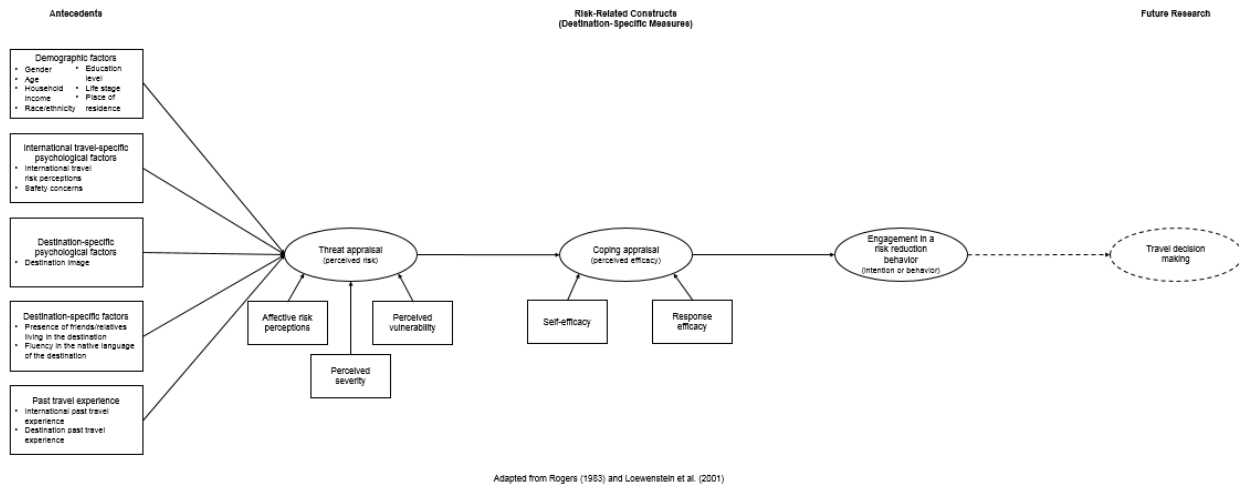 Antecedents
Risk-Related Constructs
(Destination-Specific Measures)
Future Research
Demographic factors
• Gender
• Age
• Household
income
• Race/ethnicity
• Education
level
• Life stage
• Place of
residence
International travel-specific
psychological factors
• International travel
risk perceptions
• Safety concerns
Destination-specific
psychological factors
• Destination image
Destination-specific factors
• Presence of friends/relatives
living in the destination
• Fluency in the native language
of the destination
Past travel experience
• International past travel
experience
• Destination past travel
experience
Threat appraisal
(perceived risk)
Affective risk
perceptions
Perceived
severity
Perceived
vulnerability
Coping appraisal
(perceived efficacy)
Self-efficacy
Response
efficacy
Engagement in a
risk reduction
behavior
(intention or behavior)
Travel decision
making
Adapted from Rogers (1983) and Loewenstein et al. (2001)